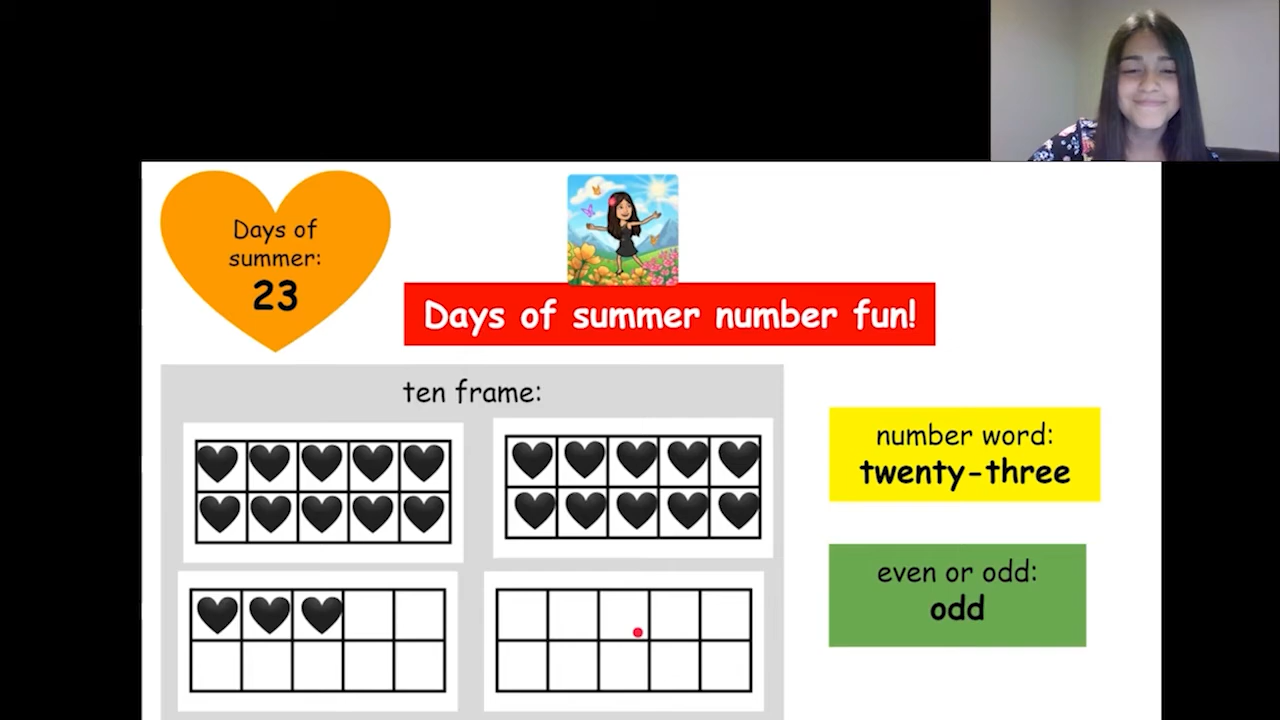 Days of
summer:
23
Days of summer number fun!
ten frame:
number word:
twenty-three
even or odd:
odd